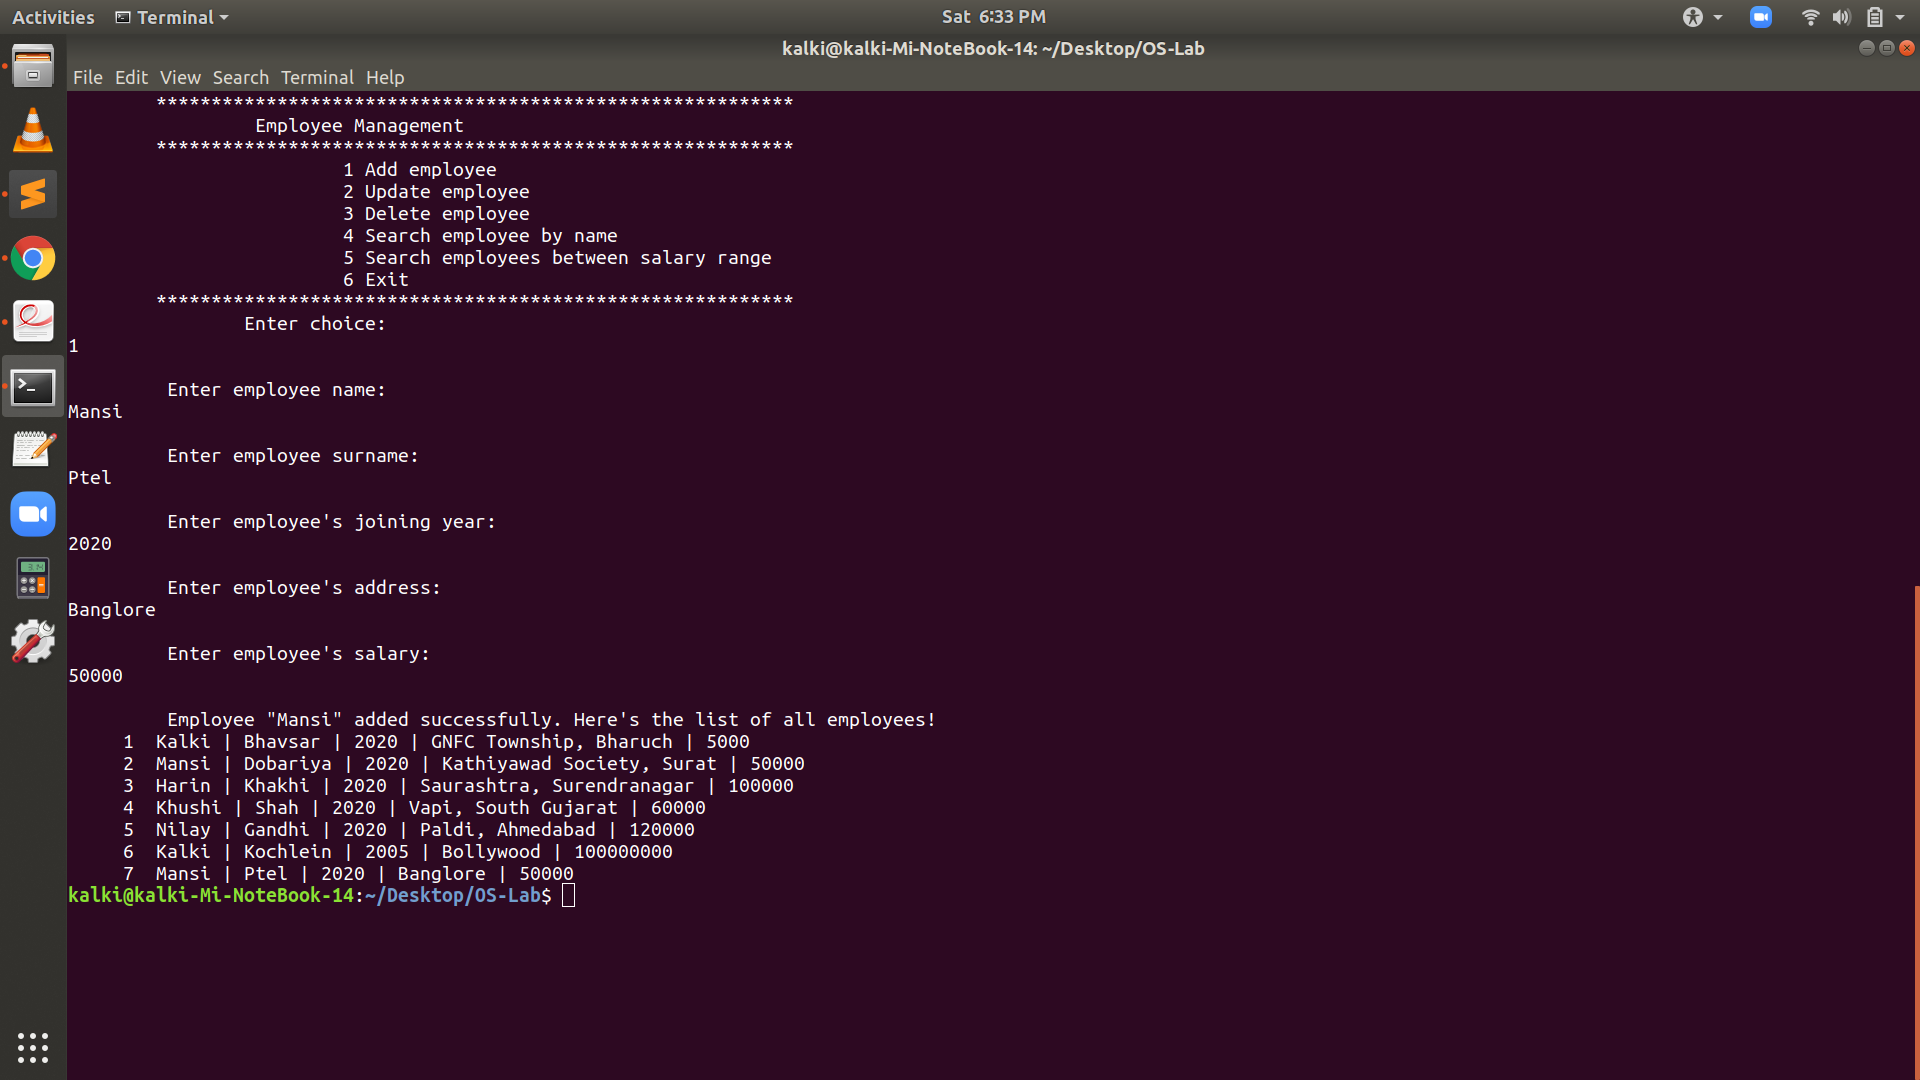 Activities Terminal Sat 6:33 PM
kalki@kalki-Mi-NoteBook-14: ~/Desktop/OS-Lab
File Edit View Search Terminal Help
**********************************************************
Employee Management
**********************************************************
1 Add employee
2 Update employee
3 Delete employee
4 Search employee by name
5 Search employees between salary range
6 Exit
**********************************************************
Enter choice:
1
Enter employee name:
Mansi
Enter employee surname:
Ptel
Enter employee's joining year:
2020
Enter employee's address:
Banglore
Enter employee's salary:
50000
Employee "Mansi" added successfully. Here's the list of all employees!
1 Kalki | Bhavsar | 2020 | GNFC Township, Bharuch | 5000
2 Mansi | Dobariya | 2020 | Kathiyawad Society, Surat | 50000
3 Harin | Khakhi | 2020 | Saurashtra, Surendranagar | 100000
4 Khushi | Shah | 2020 | Vapi, South Gujarat | 60000
5 Nilay | Gandhi | 2020 | Paldi, Ahmedabad | 120000
6 Kalki | Kochlein | 2005 | Bollywood | 100000000
7 Mansi | Ptel | 2020 | Banglore | 50000
kalki@kalki-Mi-NoteBook-14:~/Desktop/OS-Lab$